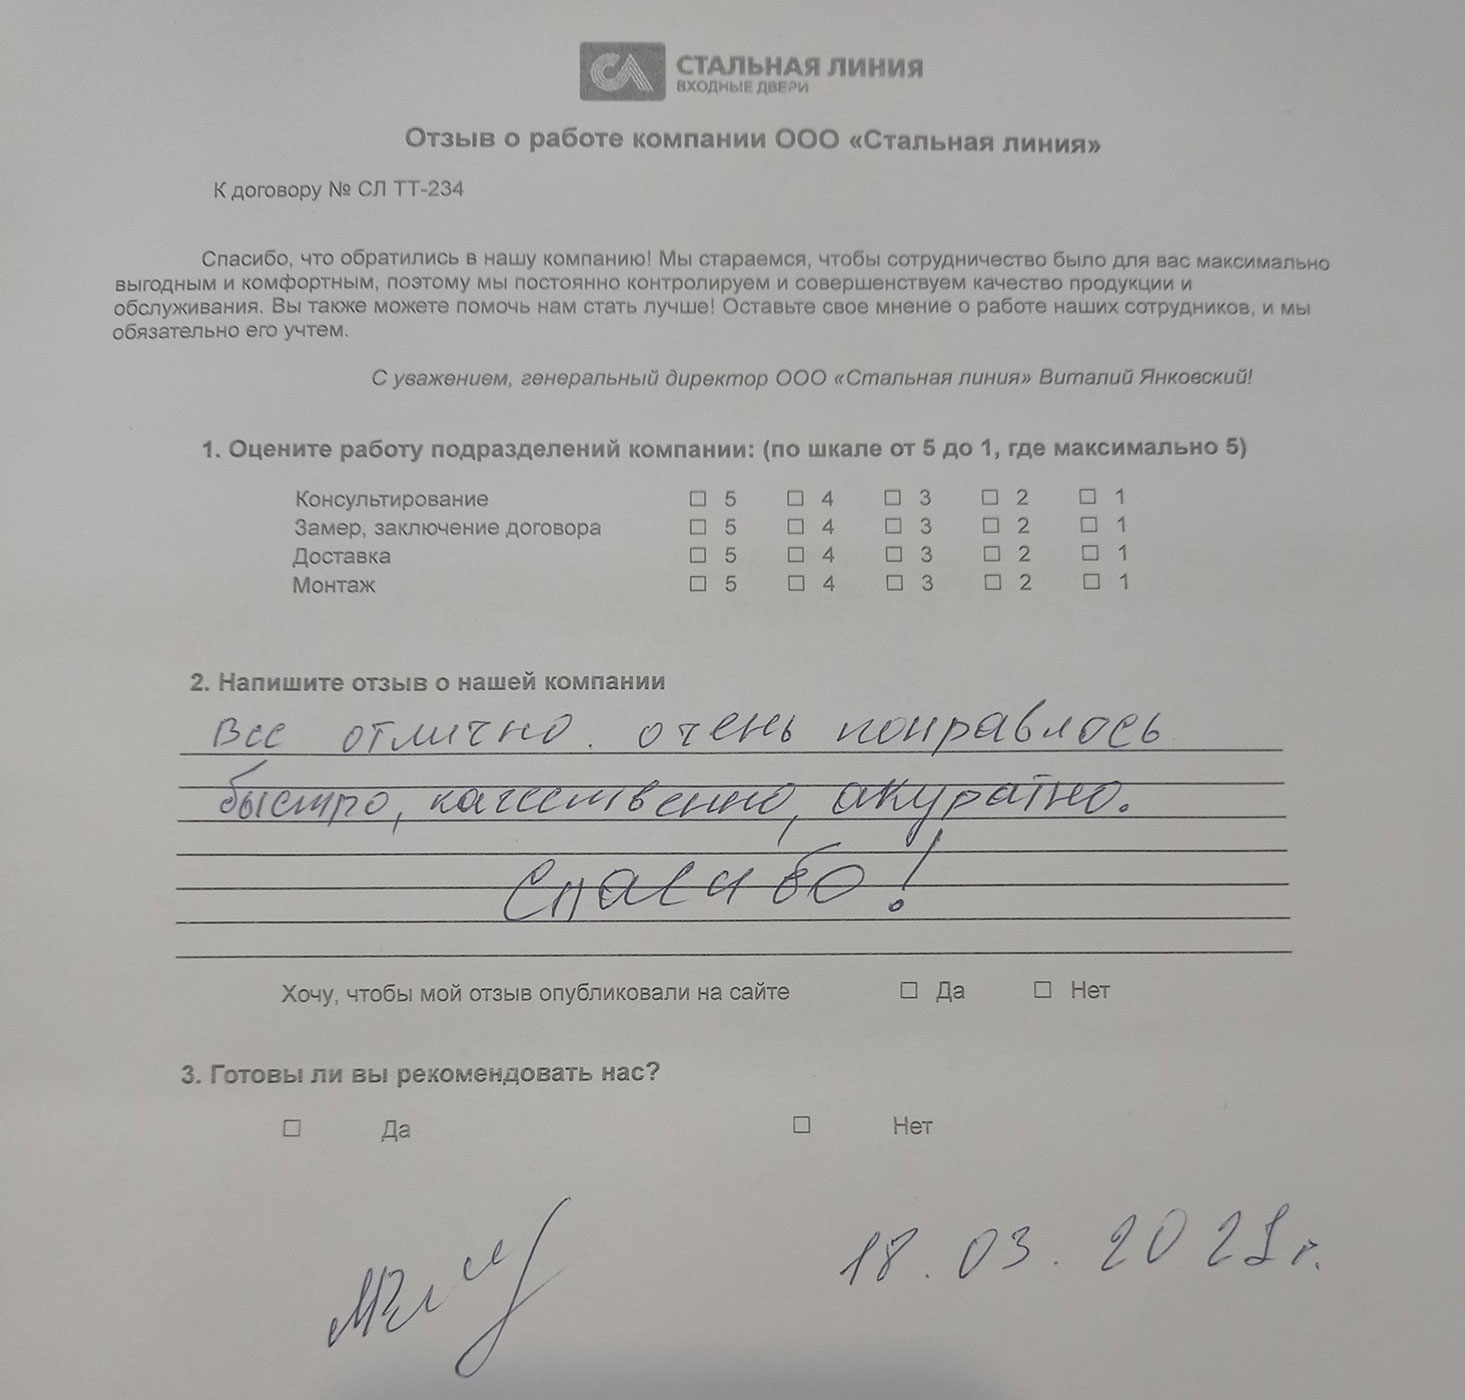 СТАЛЬНАЯ ЛИНИЯ
ВХОДНЫЕ ДВЕРИ
Отзыв о работе компании ООО «Стальная линия»
К договору № СЛ ТТ-234
Спасибо, что обратились в нашу компанию! Мы стараемся, чтобы сотрудничество было для вас максимально
выгодным и комфортным, поэтому мы постоянно контролируем и совершенствуем качество продукции и
обслуживания. Вы также можете помочь нам стать лучше! Оставьте свое мнение о работе наших сотрудников, и мы
обязательно его учтем.
С уважением, генеральный директор ООО «Стальная линия» Виталий Янковский!
1. Оцените работу подразделений компании: (по шкале от 5 до 1, где максимально 5)
Консультирование ☐ 5 ☐ 4 ☐ 3 ☐ 2 ☐ 1
Замер, заключение договора ☐ 5 ☐ 4 ☐ 3 ☐ 2 ☐ 1
Доставка ☐ 5 ☐ 4 ☐ 3 ☐ 2 ☐ 1
Монтаж ☐ 5 ☐ 4 ☐ 3 ☐ 2 ☐ 1
2. Напишите отзыв о нашей компании
Все отлично. очень понравлось
быстро, качественно, акуратно.
Спасибо!
Хочу, чтобы мой отзыв опубликовали на сайте ☐ Да ☐ Нет
3. Готовы ли вы рекомендовать нас?
☐ Да ☐ Нет
18.03.2021г.